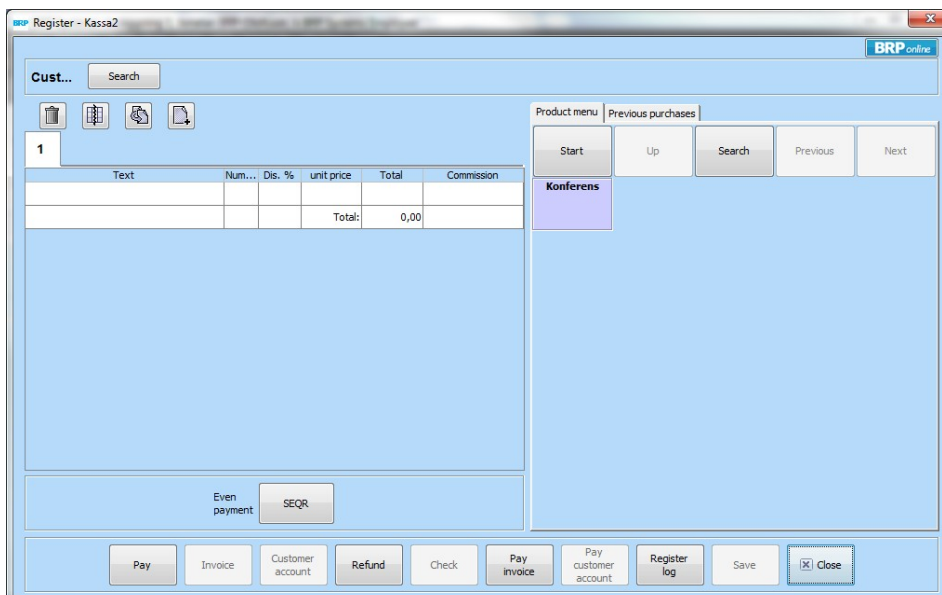 BRP Register - Kassa2
BRP online
Cust... Search
Product menu Previous purchases
1
Start Up Search Previous Next
Text Num... Dis. % unit price Total Commission
Konferens
Total: 0,00
Even
payment
SEQR
Pay
Invoice
Customer
account
Refund
Check
Pay
invoice
Pay
customer
account
Register
log
Save
Close